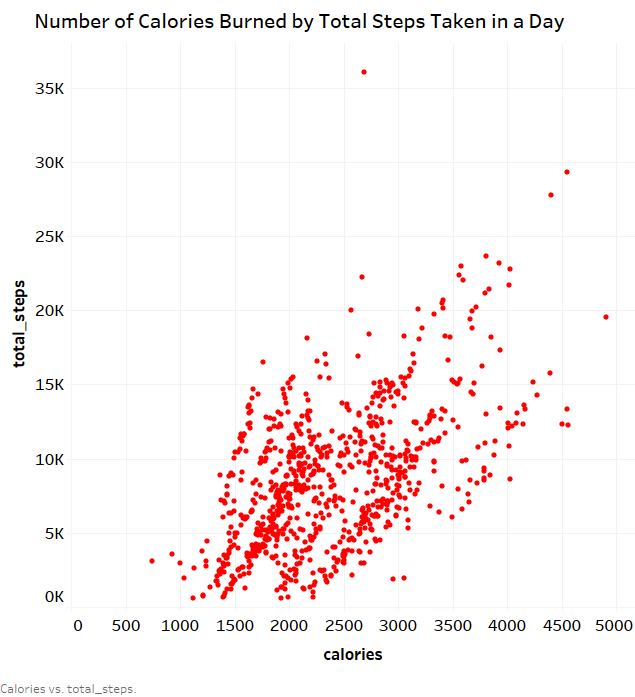 Number of Calories Burned by Total Steps Taken in a Day
35K
30K
25K
20K
15K
10K
5K
0K
total_steps
0 500 1000 1500 2000 2500 3000 3500 4000 4500 5000
calories
Calories vs. total_steps.